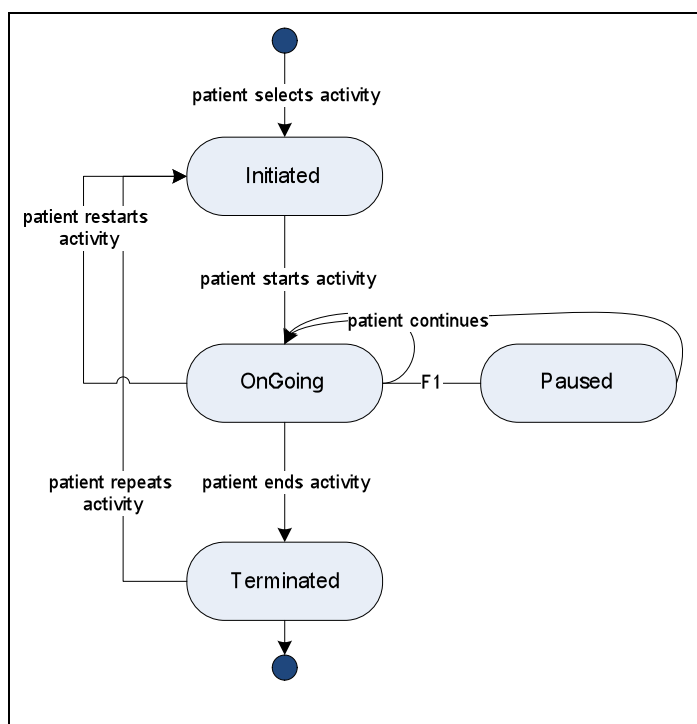 patient selects activity
Initiated
patient restarts
activity
patient starts activity
patient continues
OnGoing
F1
Paused
patient repeats
activity
patient ends activity
Terminated